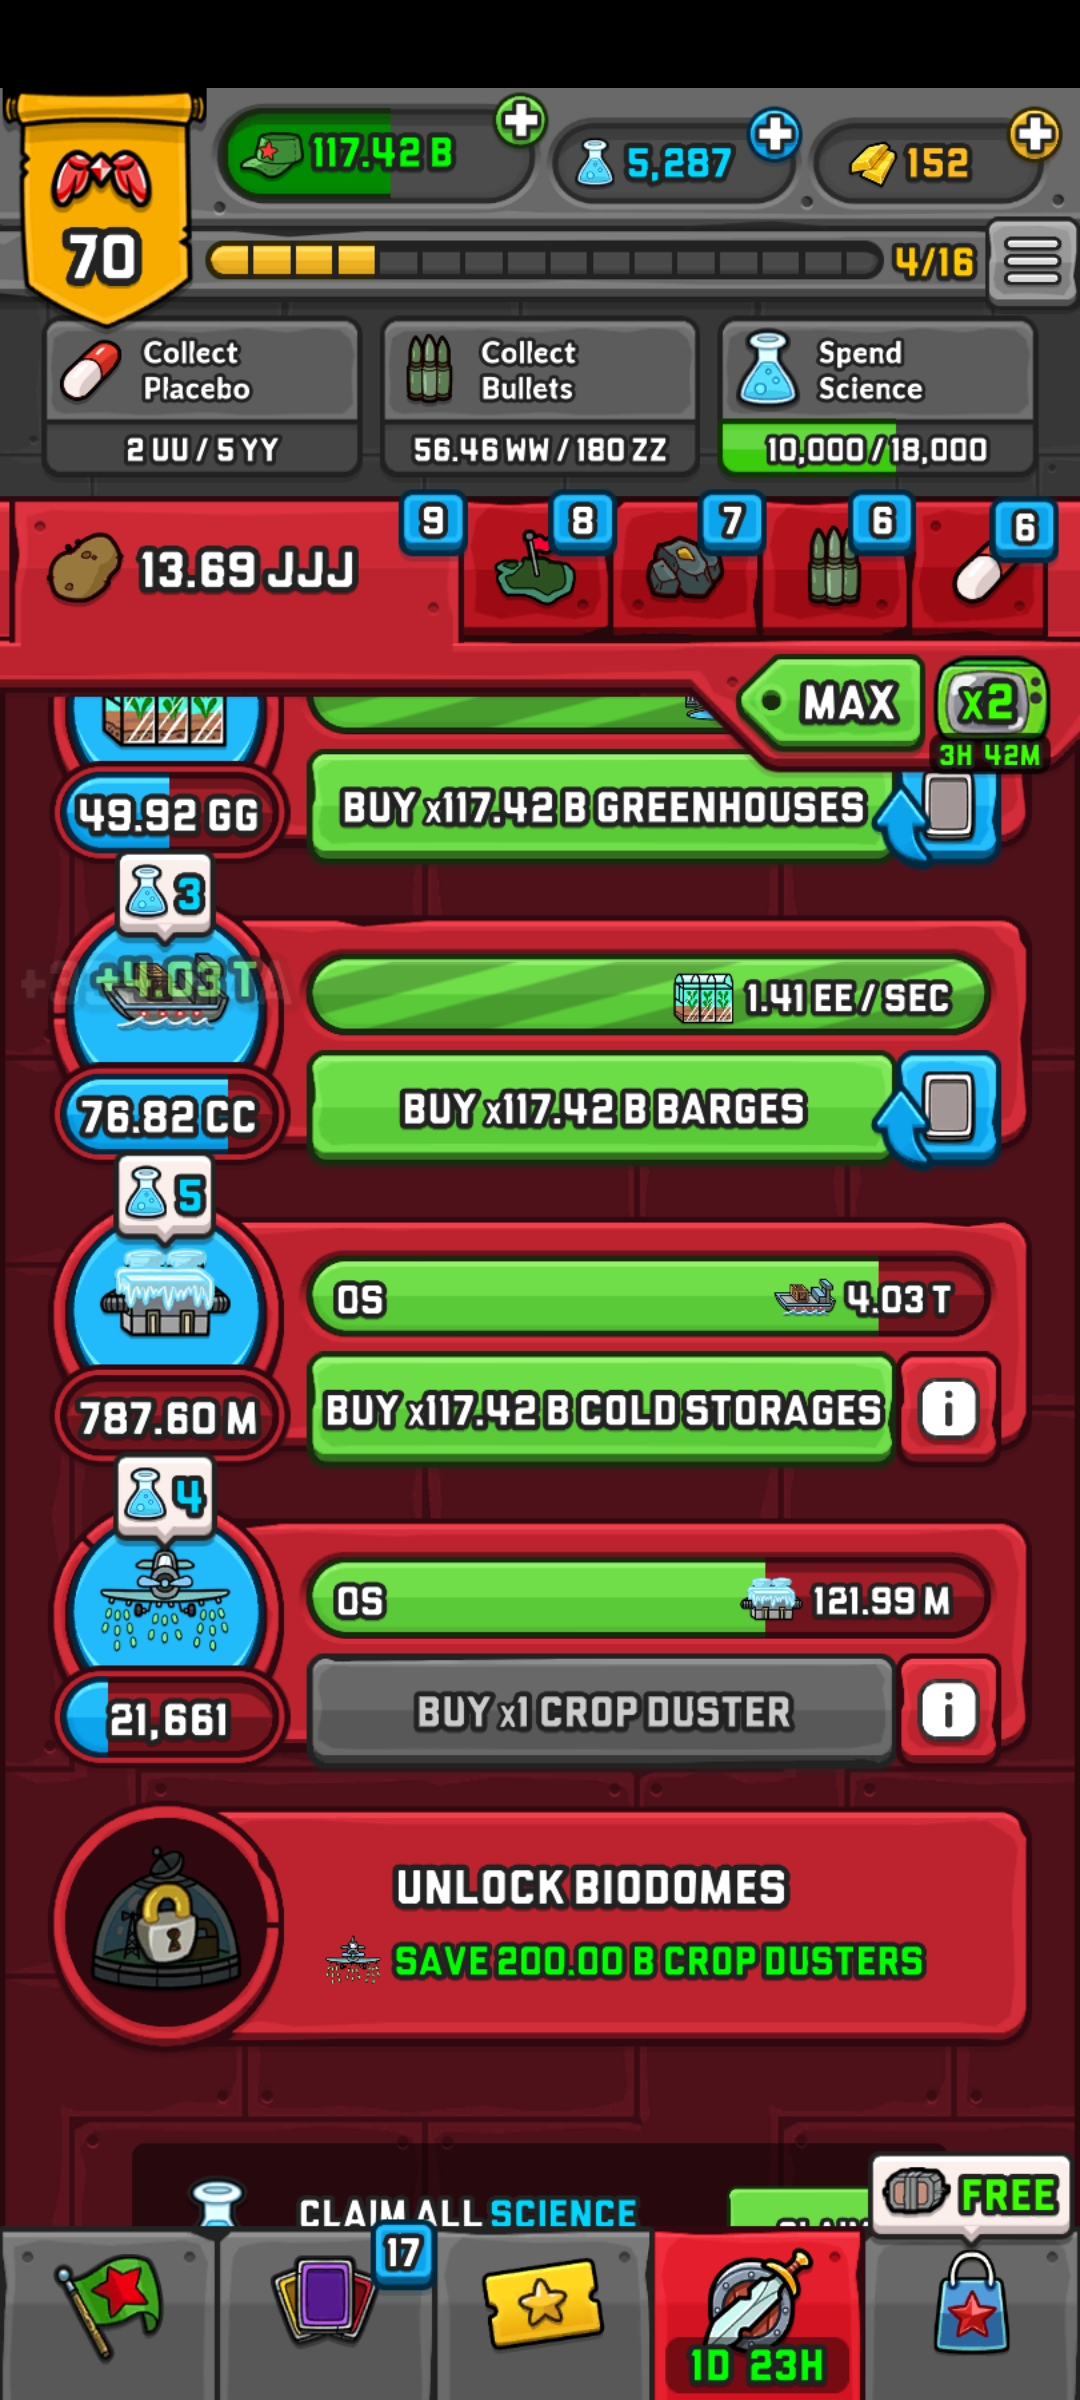 117.42 B
5,287
152
70
4/16
Collect
Placebo
2 UU / 5 YY
Collect
Bullets
56.46 WW / 180 ZZ
Spend
Science
10,000 / 18,000
13.69 JJJ
9
8
7
6
6
MAX
x2
3H 42M
49.92 GG
BUY x117.42 B GREENHOUSES
3
+4.03 T
1.41 EE / SEC
76.82 CC
BUY x117.42 B BARGES
5
0S
4.03 T
787.60 M
BUY x117.42 B COLD STORAGES
i
4
0S
121.99 M
21,661
BUY x1 CROP DUSTER
i
UNLOCK BIODOMES
SAVE 200.00 B CROP DUSTERS
CLAIM ALL SCIENCE
FREE
17
1D 23H